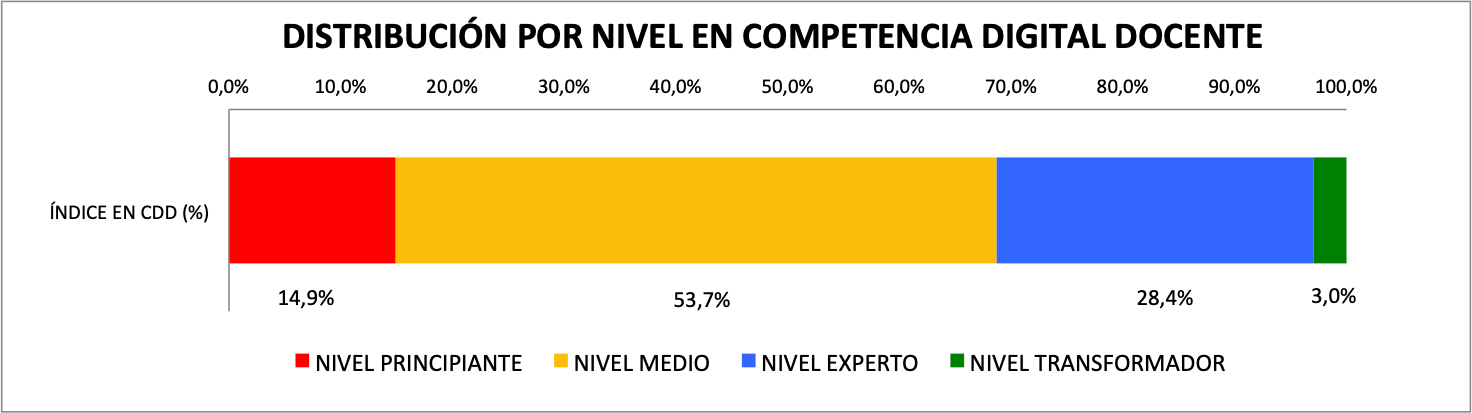 DISTRIBUCIÓN POR NIVEL EN COMPETENCIA DIGITAL DOCENTE
0,0% 10,0% 20,0% 30,0% 40,0% 50,0% 60,0% 70,0% 80,0% 90,0% 100,0%
ÍNDICE EN CDD (%)
14,9% 53,7% 28,4% 3,0%
NIVEL PRINCIPIANTE NIVEL MEDIO NIVEL EXPERTO NIVEL TRANSFORMADOR